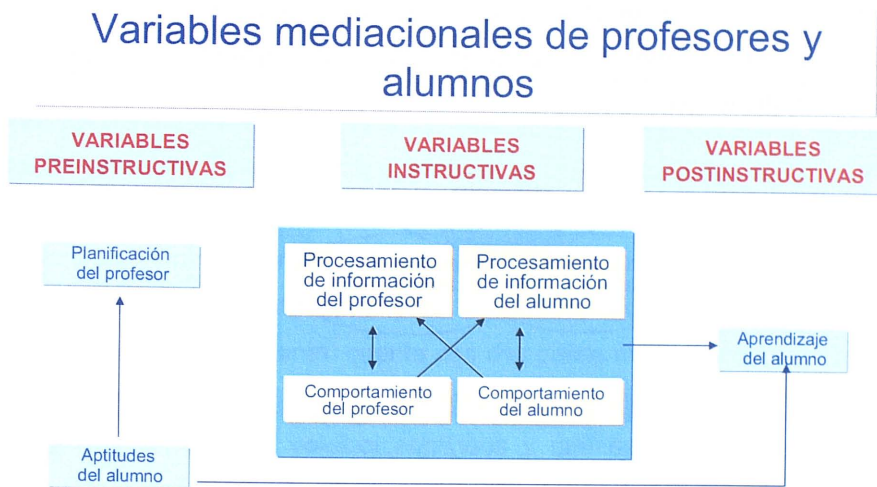 Variables mediacionales de profesores y
alumnos
VARIABLES
PREINSTRUCTIVAS
VARIABLES
INSTRUCTIVAS
VARIABLES
POSTINSTRUCTIVAS
Planificación
del profesor
Procesamiento
de información
del profesor
Procesamiento
de información
del alumno
Aprendizaje
del alumno
Comportamiento
del profesor
Comportamiento
del alumno
Aptitudes
del alumno